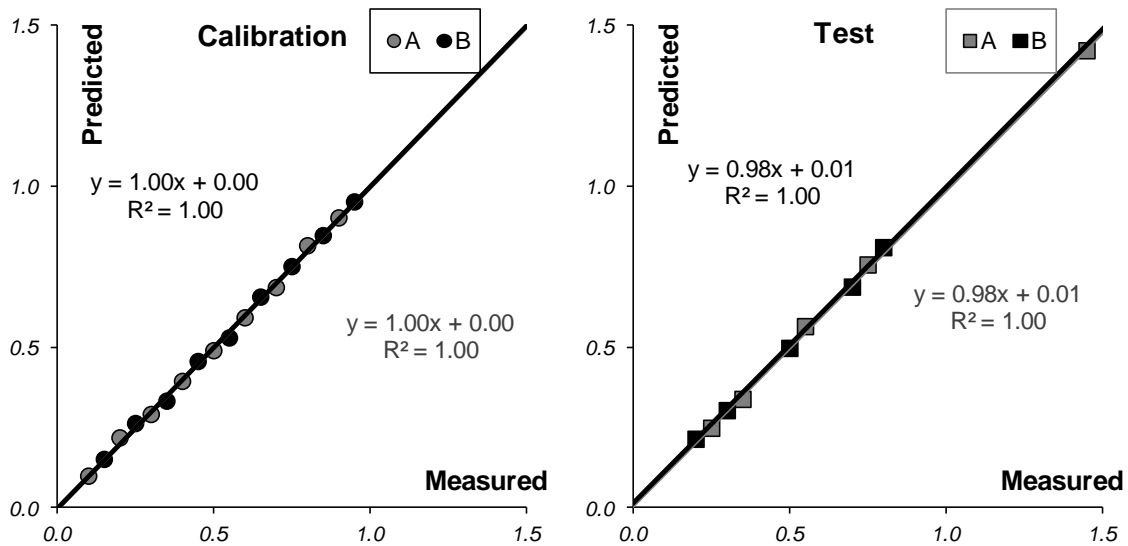 Calibration
A B
Predicted
1.5
1.0
0.5
0.0
y = 1.00x + 0.00
R² = 1.00
y = 1.00x + 0.00
R² = 1.00
Measured
0.0 0.5 1.0 1.5
Test
A B
Predicted
1.5
1.0
0.5
0.0
y = 0.98x + 0.01
R² = 1.00
y = 0.98x + 0.01
R² = 1.00
Measured
0.0 0.5 1.0 1.5